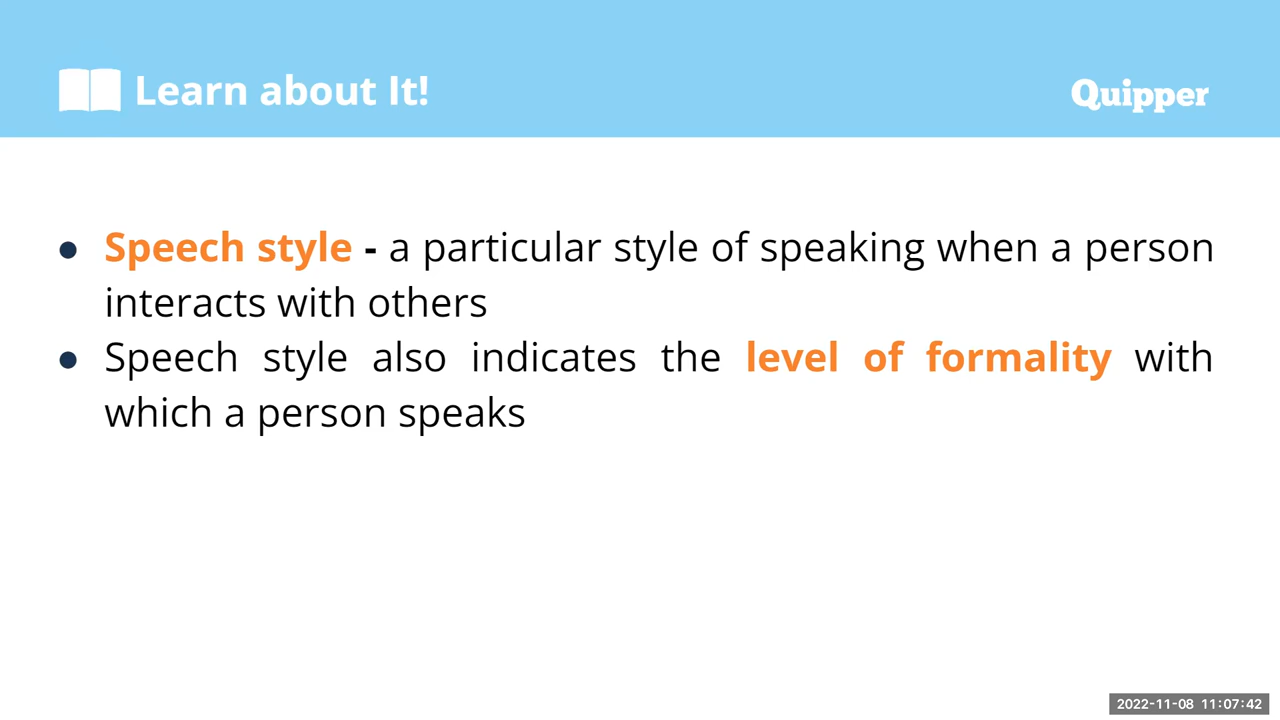 Learn about It!
Quipper
● Speech style - a particular style of speaking when a person
interacts with others
● Speech style also indicates the level of formality with
which a person speaks
2022-11-08 11:07:42